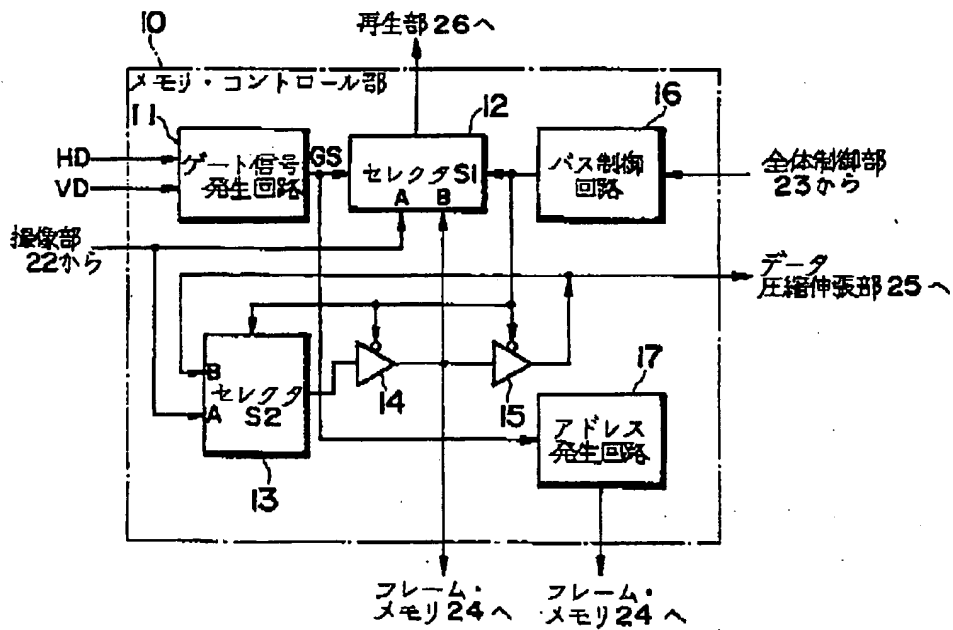 再生部26へ
10
メモリ・コントロール部
11
12
16
HD
VD
ゲート信号
発生回路
GS
セレクタS1
A B
バス制御
回路
全体制御部
23から
撮像部
22から
データ
圧縮伸張部25へ
B
セレクタ
A
S2
13
14
15
17
アドレス
発生回路
フレーム・
メモリ24へ
フレーム・
メモリ24へ